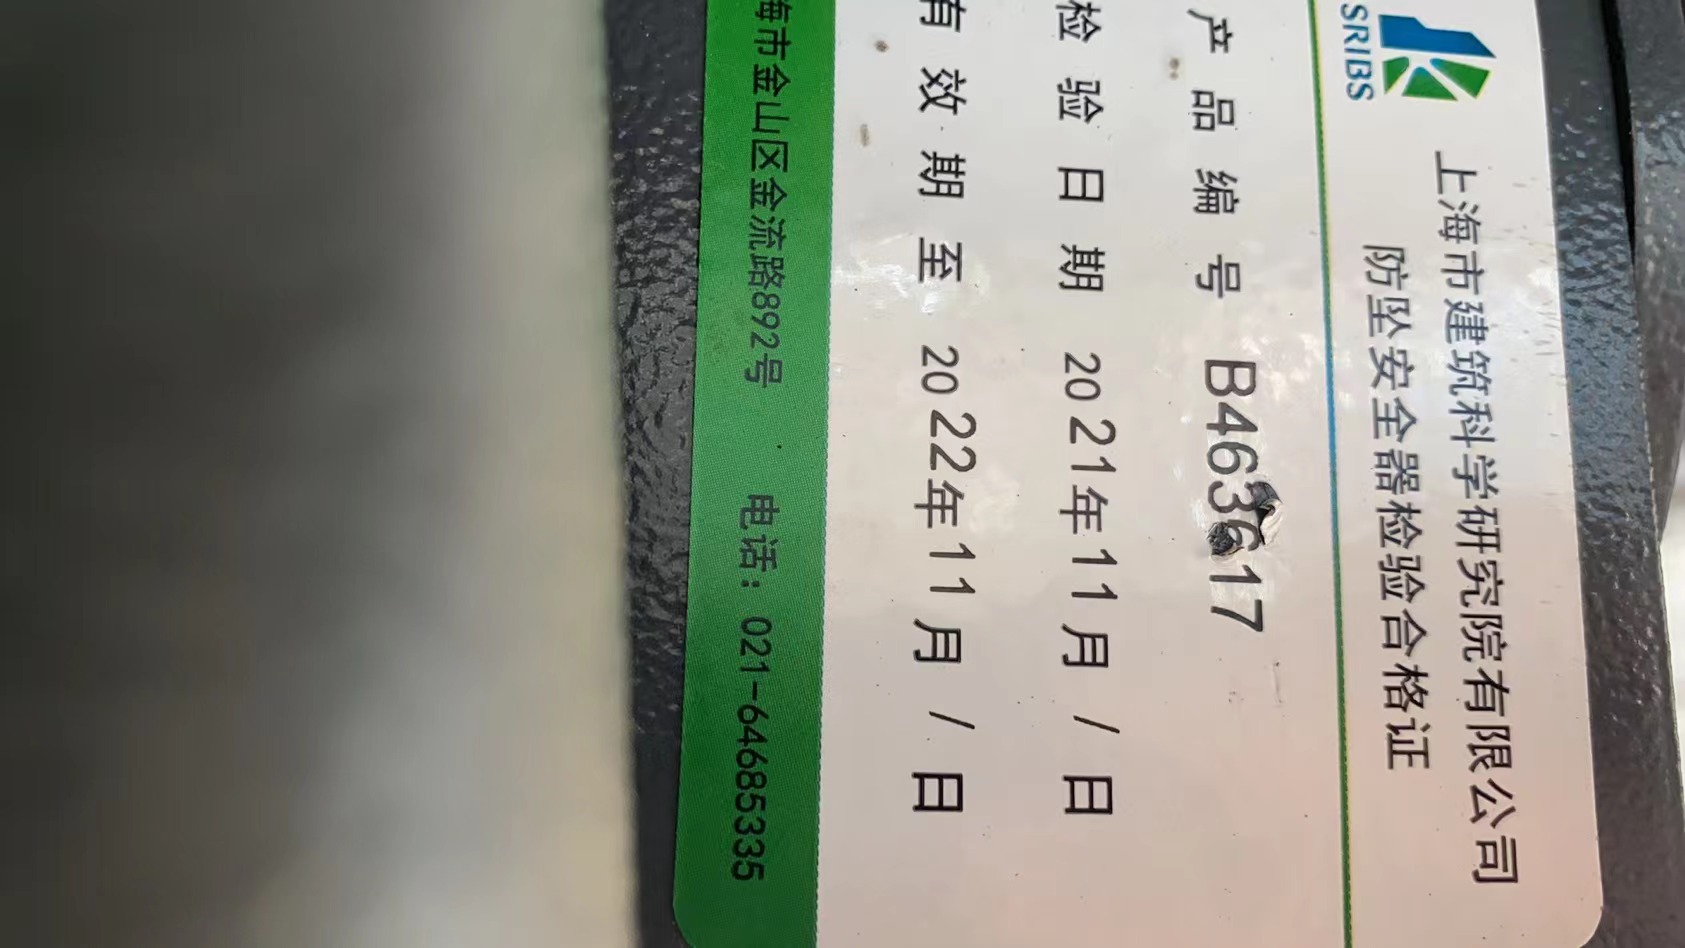 SRIBS
上海市建筑科学研究院有限公司
防坠安全器检验合格证
产品编号 B463617
检验日期 2021年11月/日
有效期至 2022年11月/日
海市金山区金流路892号 电话：021-64685335